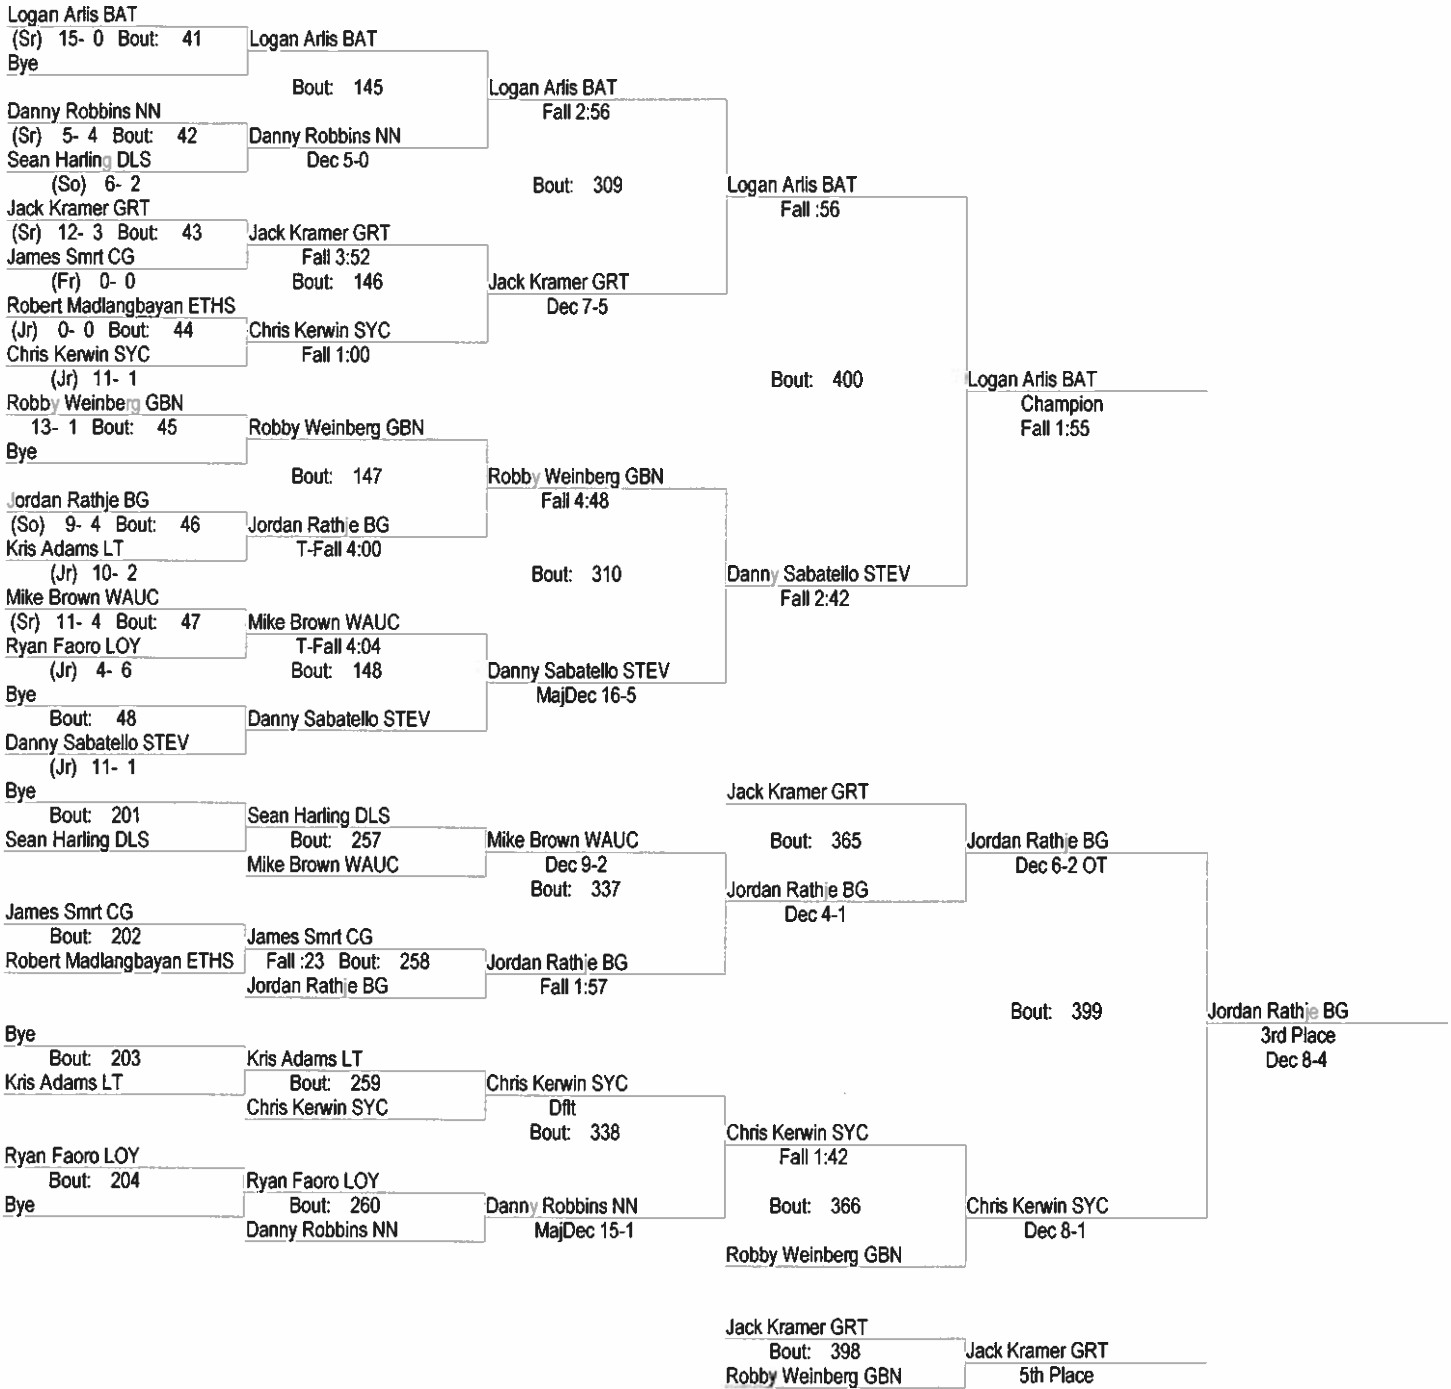 Logan Arlis BAT
(Sr) 15- 0 Bout: 41
Bye
Logan Arlis BAT
Bout: 145
Danny Robbins NN
(Sr) 5- 4 Bout: 42
Sean Harling DLS
(So) 6- 2
Danny Robbins NN
Dec 5-0
Logan Arlis BAT
Fall 2:56
Bout: 309
Jack Kramer GRT
(Sr) 12- 3 Bout: 43
James Smrt CG
(Fr) 0- 0
Jack Kramer GRT
Fall 3:52
Bout: 146
Robert Madlangbayan ETHS
(Jr) 0- 0 Bout: 44
Chris Kerwin SYC
(Jr) 11- 1
Chris Kerwin SYC
Fall 1:00
Jack Kramer GRT
Dec 7-5
Logan Arlis BAT
Fall :56
Bout: 400
Robby Weinberg GBN
13- 1 Bout: 45
Bye
Robby Weinberg GBN
Bout: 147
Jordan Rathje BG
(So) 9- 4 Bout: 46
Kris Adams LT
(Jr) 10- 2
Jordan Rathje BG
T-Fall 4:00
Robby Weinberg GBN
Fall 4:48
Bout: 310
Mike Brown WAUC
(Sr) 11- 4 Bout: 47
Ryan Faoro LOY
(Jr) 4- 6
Mike Brown WAUC
T-Fall 4:04
Bout: 148
Bye
Bout: 48
Danny Sabatello STEV
(Jr) 11- 1
Danny Sabatello STEV
Danny Sabatello STEV
MajDec 16-5
Danny Sabatello STEV
Fall 2:42
Logan Arlis BAT
Champion
Fall 1:55
Bye
Bout: 201
Sean Harling DLS
Sean Harling DLS
Bout: 257
Mike Brown WAUC
Mike Brown WAUC
Dec 9-2
Bout: 337
James Smrt CG
Bout: 202
Robert Madlangbayan ETHS
James Smrt CG
Fall :23 Bout: 258
Jordan Rathje BG
Jordan Rathje BG
Fall 1:57
Jack Kramer GRT
Bout: 365
Jordan Rathje BG
Dec 4-1
Jordan Rathje BG
Dec 6-2 OT
Bout: 399
Jordan Rathje BG
3rd Place
Dec 8-4
Bye
Bout: 203
Kris Adams LT
Kris Adams LT
Bout: 259
Chris Kerwin SYC
Chris Kerwin SYC
Dflt
Bout: 338
Ryan Faoro LOY
Bout: 204
Bye
Ryan Faoro LOY
Bout: 260
Danny Robbins NN
Danny Robbins NN
MajDec 15-1
Chris Kerwin SYC
Fall 1:42
Bout: 366
Robby Weinberg GBN
Chris Kerwin SYC
Dec 8-1
Jack Kramer GRT
Bout: 398
Robby Weinberg GBN
Jack Kramer GRT
5th Place